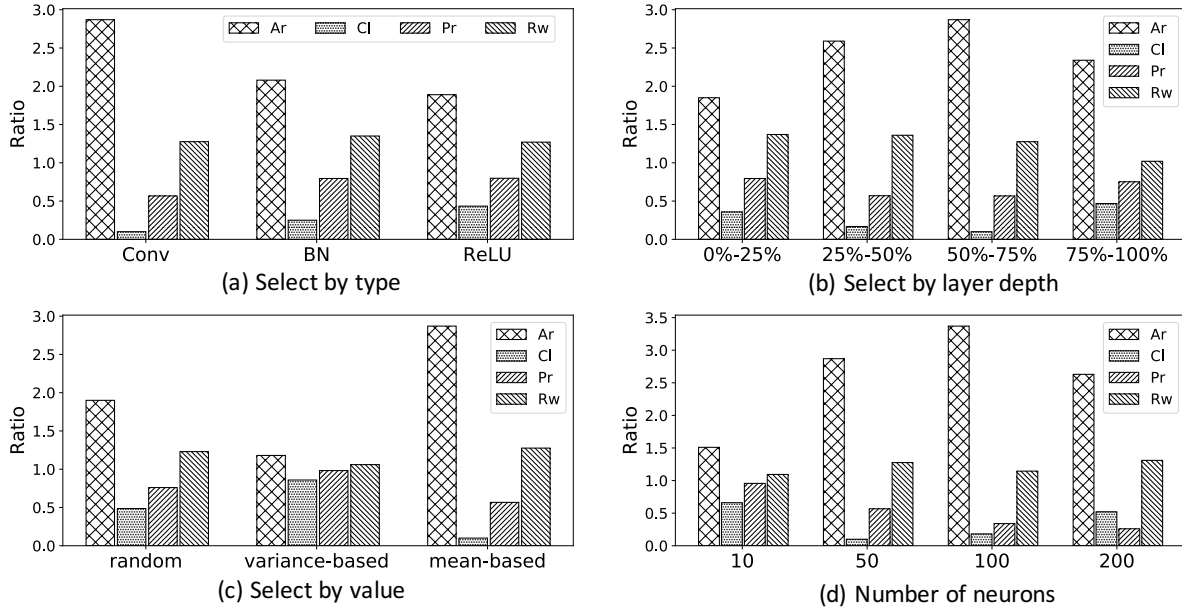 3.0
2.5
2.0
1.5
1.0
0.5
0.0
Ratio
Ar Cl Pr Rw
Conv BN ReLU
(a) Select by type
3.0
2.5
2.0
1.5
1.0
0.5
0.0
Ratio
Ar
Cl
Pr
Rw
0%-25% 25%-50% 50%-75% 75%-100%
(b) Select by layer depth
3.0
2.5
2.0
1.5
1.0
0.5
0.0
Ratio
Ar
Cl
Pr
Rw
random variance-based mean-based
(c) Select by value
3.5
3.0
2.5
2.0
1.5
1.0
0.5
0.0
Ratio
Ar
Cl
Pr
Rw
10 50 100 200
(d) Number of neurons